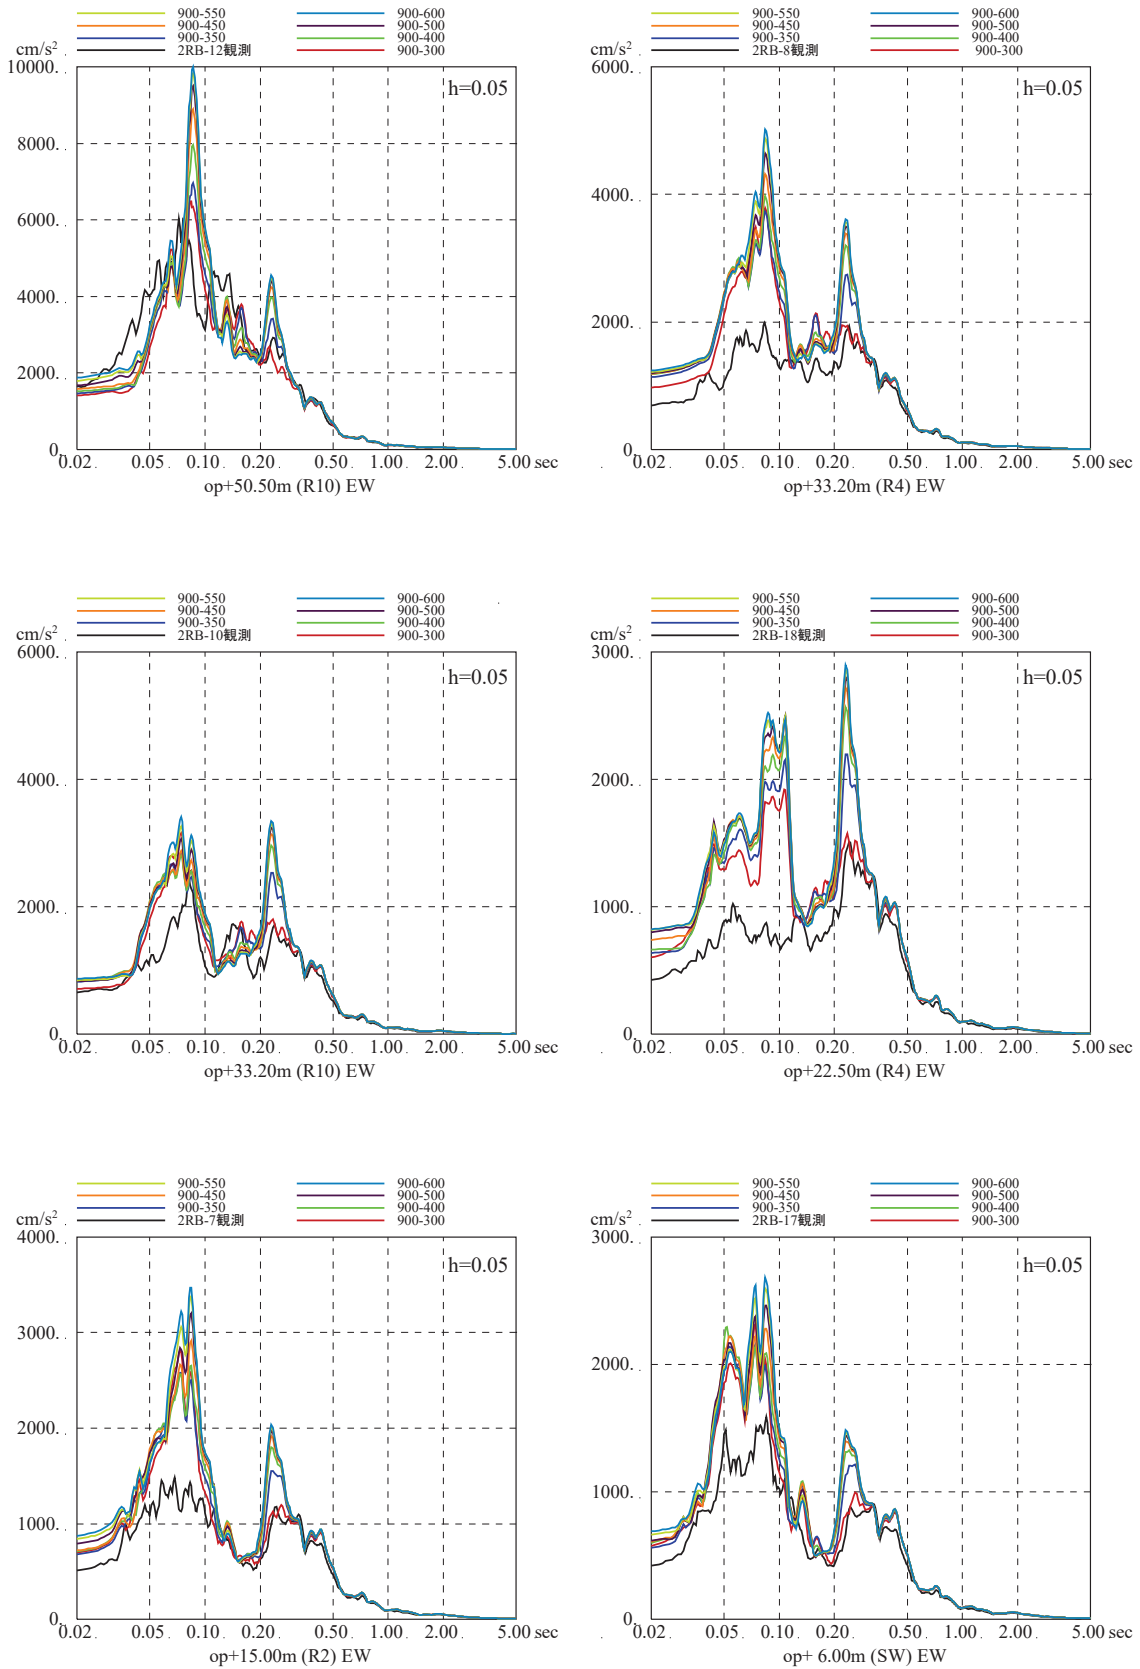 900-550 900-600
900-450 900-500
900-350 900-400
2RB-12観測 900-300
cm/s²
h=0.05
10000.
8000.
6000.
4000.
2000.
0.
0.02 0.05 0.10 0.20 0.50 1.00 2.00 5.00 sec
op+50.50m (R10) EW
900-550 900-600
900-450 900-500
900-350 900-400
2RB-8観測 900-300
cm/s²
h=0.05
6000.
4000.
2000.
0.
0.02 0.05 0.10 0.20 0.50 1.00 2.00 5.00 sec
op+33.20m (R4) EW
900-550 900-600
900-450 900-500
900-350 900-400
2RB-10観測 900-300
cm/s²
h=0.05
6000.
4000.
2000.
0.
0.02 0.05 0.10 0.20 0.50 1.00 2.00 5.00 sec
op+33.20m (R10) EW
900-550 900-600
900-450 900-500
900-350 900-400
2RB-18観測 900-300
cm/s²
h=0.05
3000.
2000.
1000.
0.
0.02 0.05 0.10 0.20 0.50 1.00 2.00 5.00 sec
op+22.50m (R4) EW
900-550 900-600
900-450 900-500
900-350 900-400
2RB-7観測 900-300
cm/s²
h=0.05
4000.
3000.
2000.
1000.
0.
0.02 0.05 0.10 0.20 0.50 1.00 2.00 5.00 sec
op+15.00m (R2) EW
900-550 900-600
900-450 900-500
900-350 900-400
2RB-17観測 900-300
cm/s²
h=0.05
3000.
2000.
1000.
0.
0.02 0.05 0.10 0.20 0.50 1.00 2.00 5.00 sec
op+ 6.00m (SW) EW